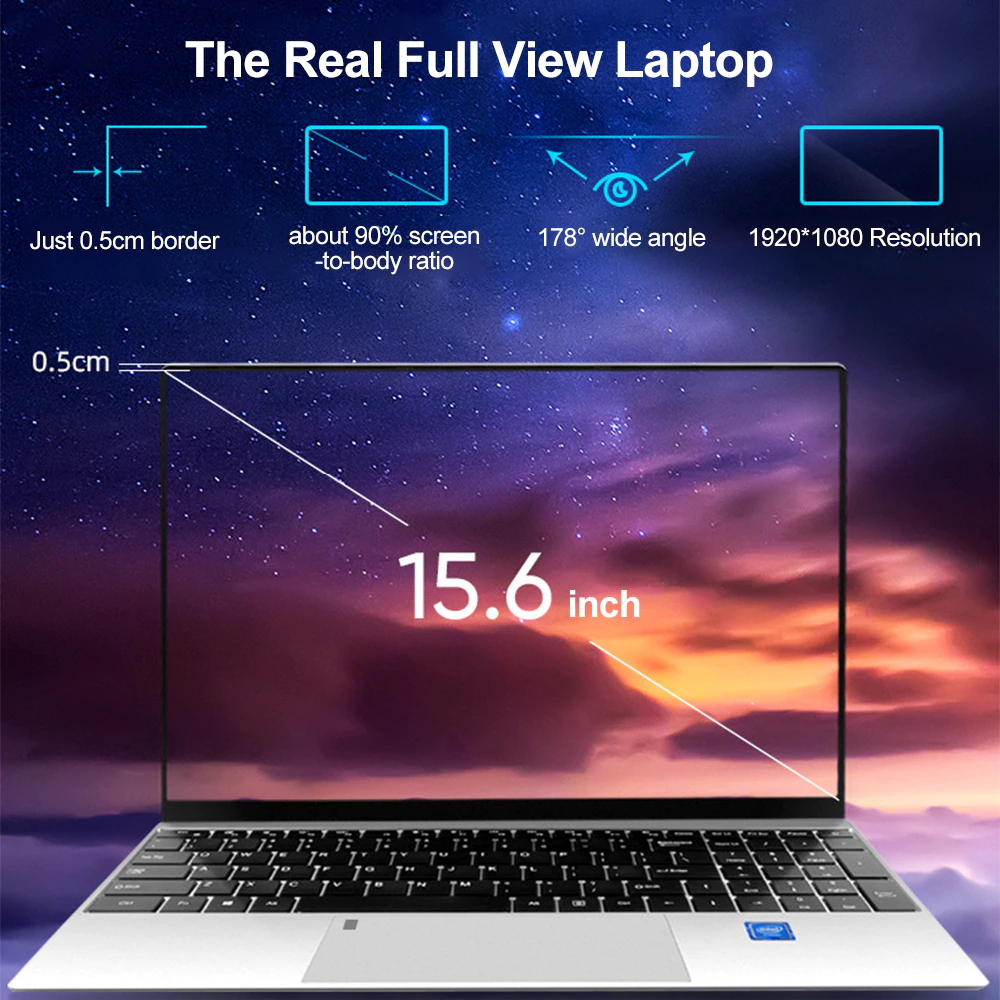 The Real Full View Laptop
Just 0.5cm border
about 90% screen
-to-body ratio
178° wide angle
1920*1080 Resolution
0.5cm
15.6 inch
Q W E R T Y U I O P
A S D F G H J K L
Z X C V B N M
intel